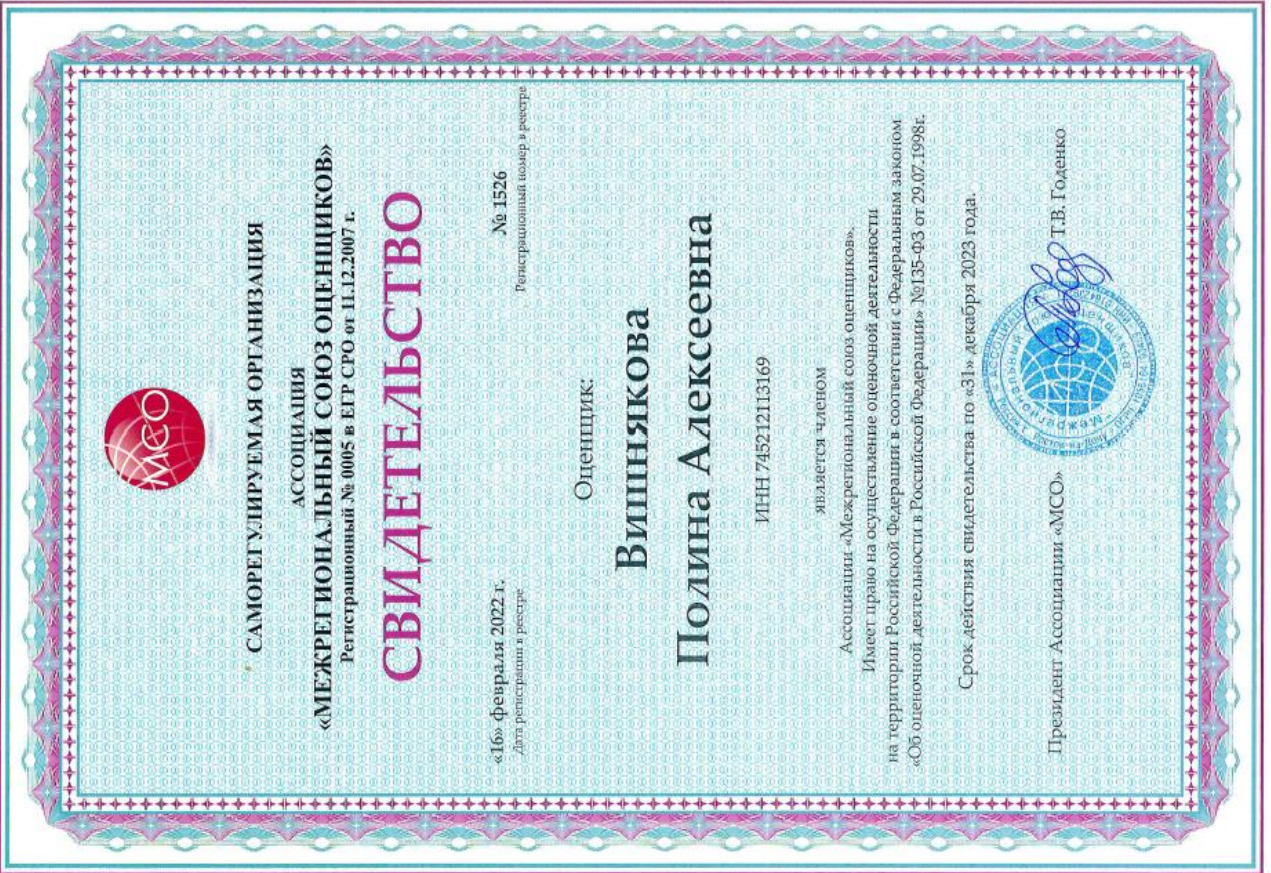 МСО
САМОРЕГУЛИРУЕМАЯ ОРГАНИЗАЦИЯ
АССОЦИАЦИЯ
«МЕЖРЕГИОНАЛЬНЫЙ СОЮЗ ОЦЕНЩИКОВ»
Регистрационный № 0005 в ЕГР СРО от 11.12.2007 г.
СВИДЕТЕЛЬСТВО
«16» февраля 2022 г. № 1526
Дата регистрации в реестре Регистрационный номер в реестре
Оценщик:
Вишнякова
Полина Алексеевна
ИНН 745212113169
является членом
Ассоциации «Межрегиональный союз оценщиков».
Имеет право на осуществление оценочной деятельности
на территории Российской Федерации в соответствии с Федеральным законом
«Об оценочной деятельности в Российской Федерации» №135-ФЗ от 29.07.1998г.
Срок действия свидетельства по «31» декабря 2023 года.
Президент Ассоциации «МСО» Т.В. Годенко